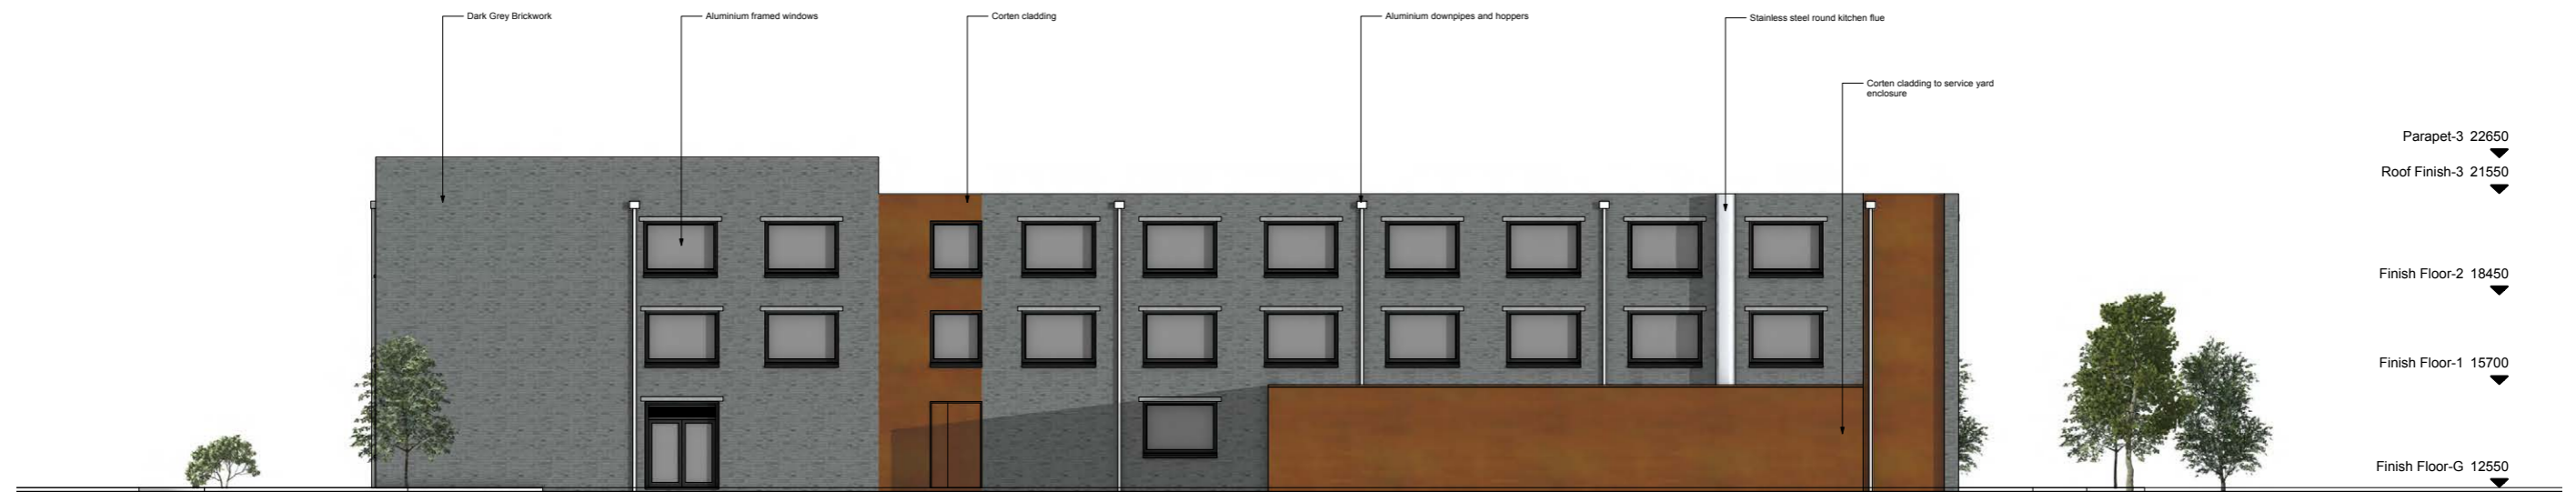 Dark Grey Brickwork
Aluminium framed windows
Corten cladding
Aluminium downpipes and hoppers
Stainless steel round kitchen flue
Corten cladding to service yard
enclosure
Parapet-3 22650
Roof Finish-3 21550
Finish Floor-2 18450
Finish Floor-1 15700
Finish Floor-G 12550